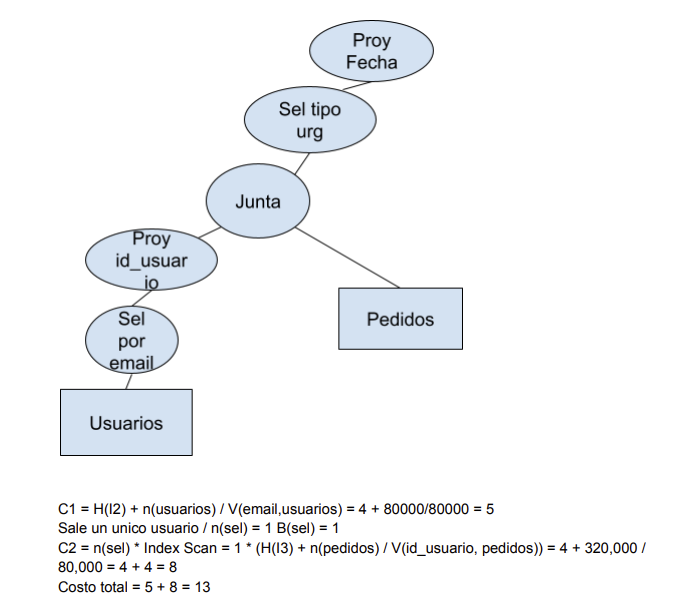 Proy
Fecha
Sel tipo
urg
Junta
Proy
id_usuar
io
Pedidos
Sel
por
email
Usuarios
C1 = H(I2) + n(usuarios) / V(email,usuarios) = 4 + 80000/80000 = 5
Sale un unico usuario / n(sel) = 1 B(sel) = 1
C2 = n(sel) * Index Scan = 1 * (H(I3) + n(pedidos) / V(id_usuario, pedidos)) = 4 + 320,000 /
80,000 = 4 + 4 = 8
Costo total = 5 + 8 = 13